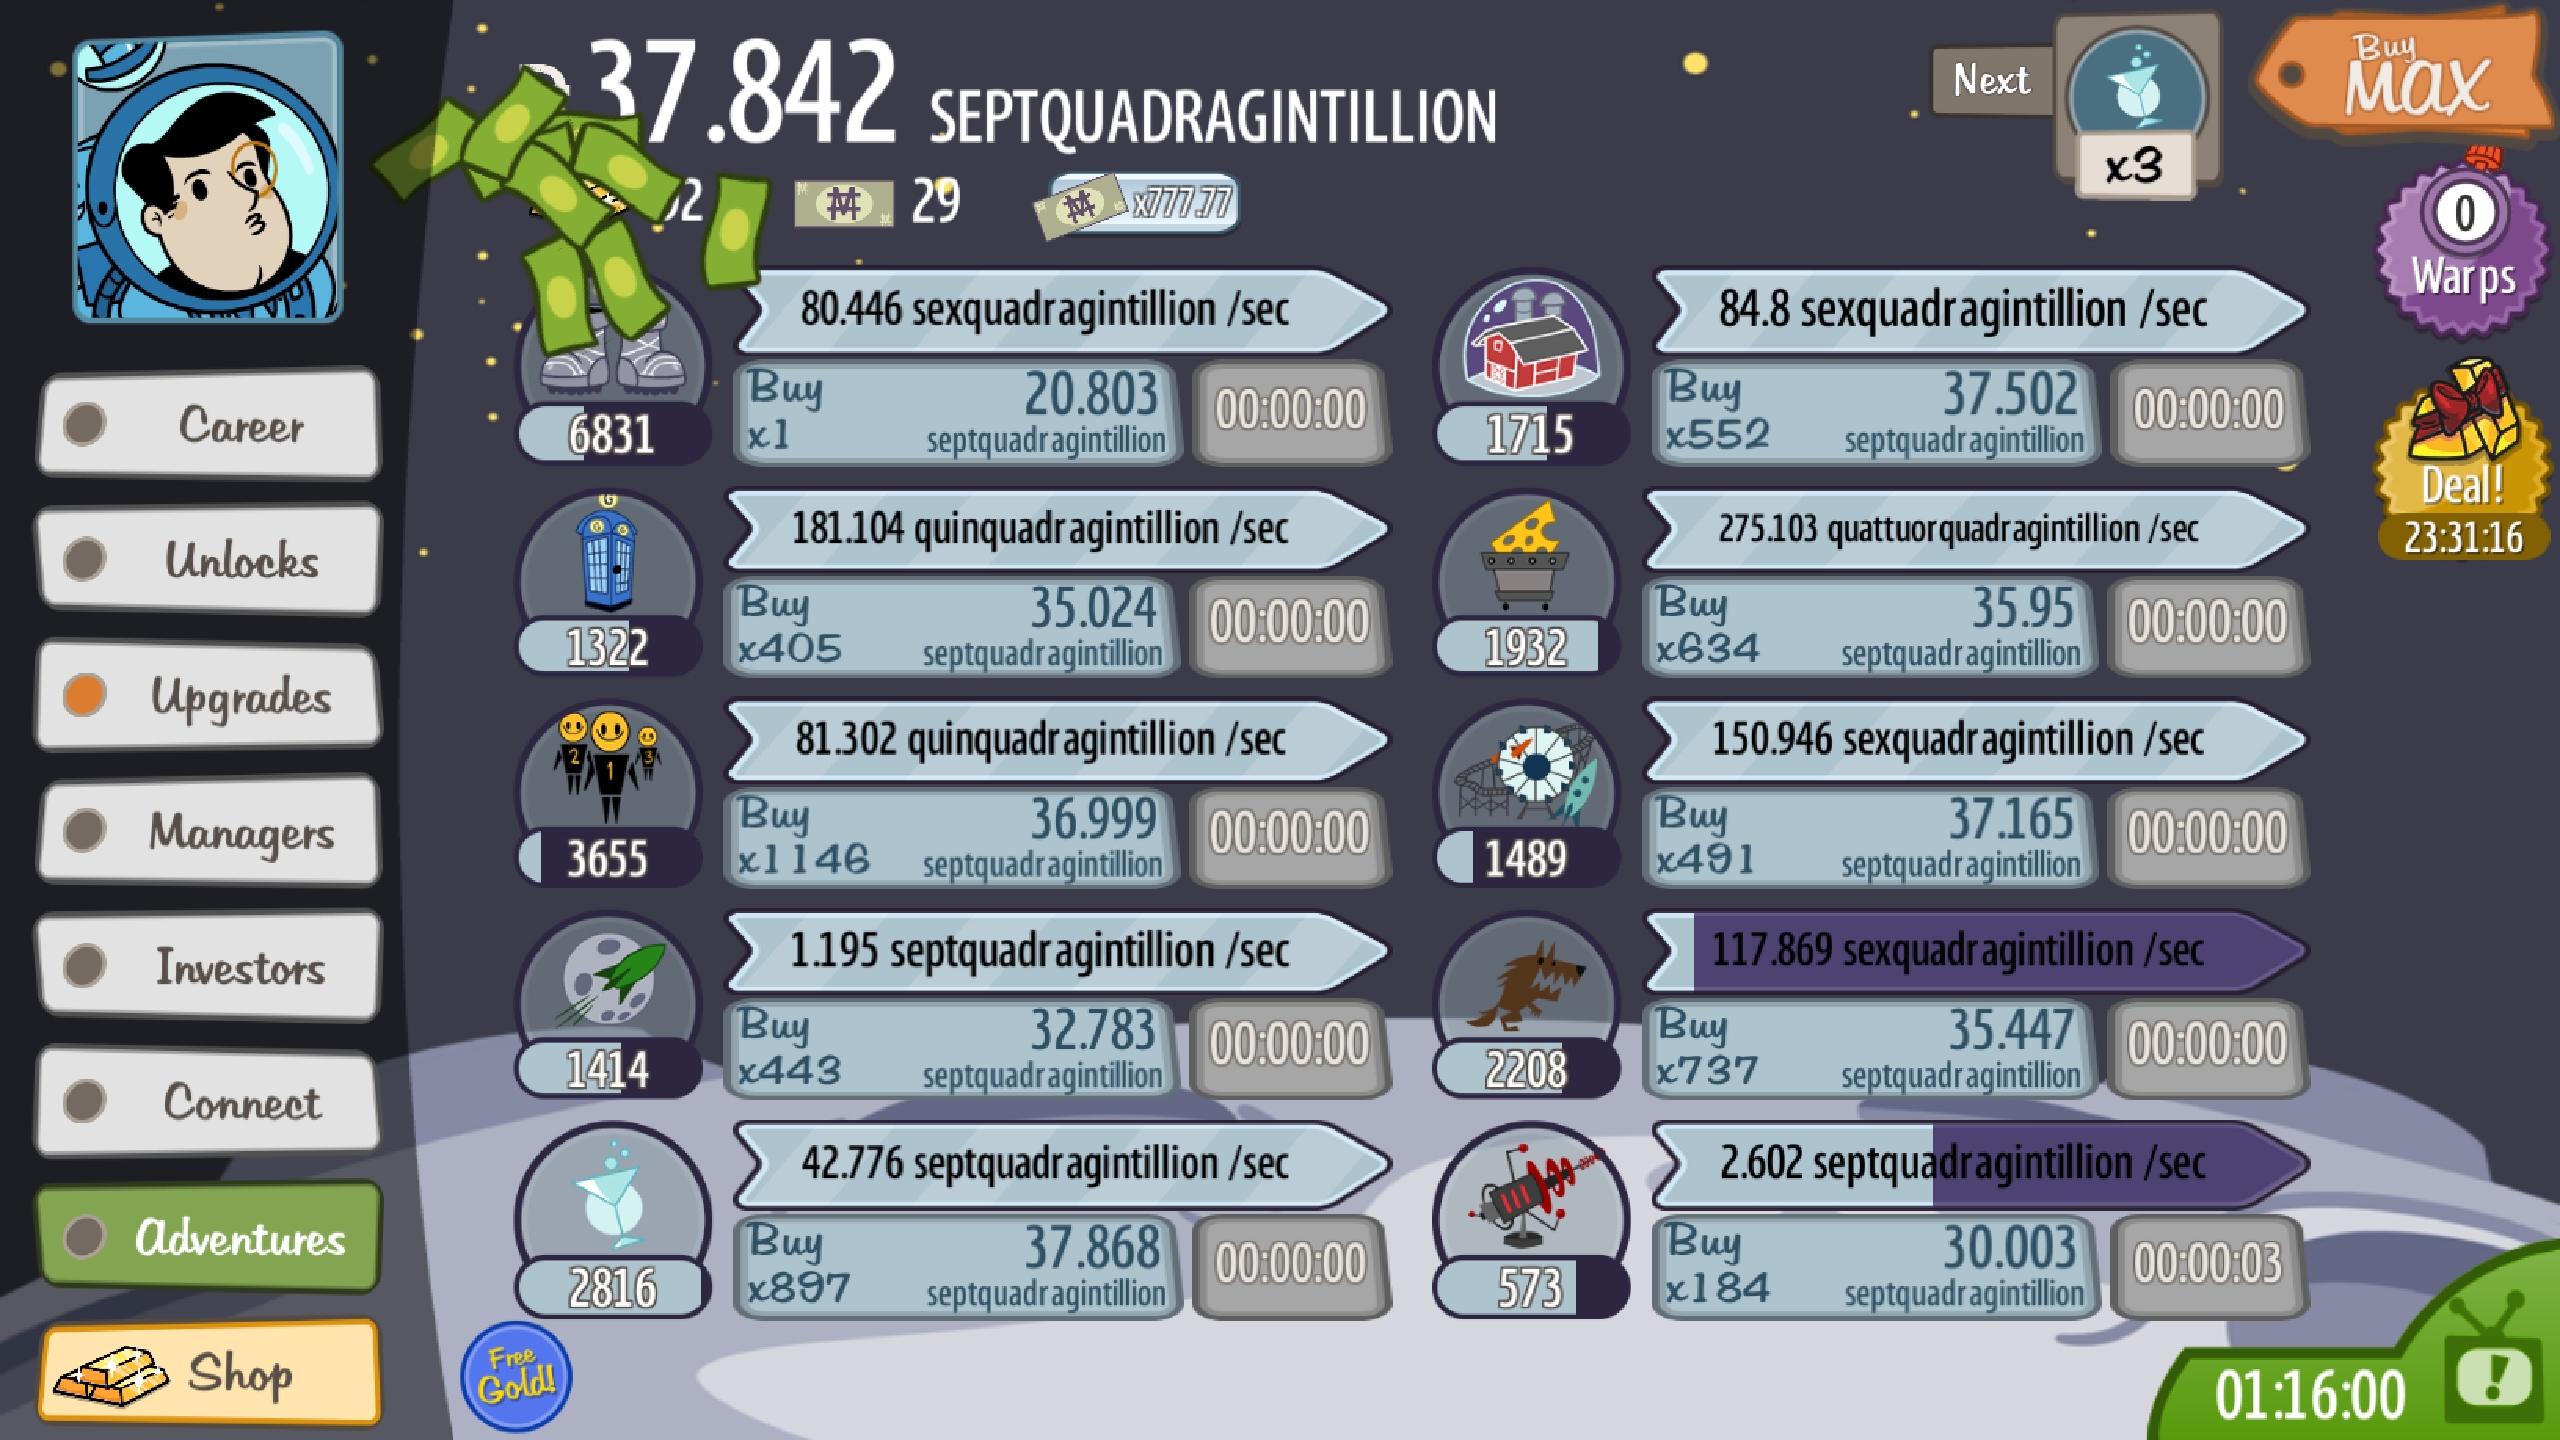 37.842 SEPTQUADRAGINTILLION
29
x777.77
Next
x3
Buy
MAX
0
Warps
Deal!
23:31:16
Career
Unlocks
Upgrades
Managers
Investors
Connect
Adventures
Shop
80.446 sexquadragintillion /sec
6831
Buy
x1
20.803
septquadragintillion
00:00:00
84.8 sexquadragintillion /sec
1715
Buy
x552
37.502
septquadragintillion
00:00:00
181.104 quinquadragintillion /sec
1322
Buy
x405
35.024
septquadragintillion
00:00:00
275.103 quattuorquadragintillion /sec
1932
Buy
x634
35.95
septquadragintillion
00:00:00
81.302 quinquadragintillion /sec
2
1
3
3655
Buy
x1146
36.999
septquadragintillion
00:00:00
150.946 sexquadragintillion /sec
1489
Buy
x491
37.165
septquadragintillion
00:00:00
1.195 septquadragintillion /sec
1414
Buy
x443
32.783
septquadragintillion
00:00:00
117.869 sexquadragintillion /sec
2208
Buy
x737
35.447
septquadragintillion
00:00:00
42.776 septquadragintillion /sec
2816
Buy
x897
37.868
septquadragintillion
00:00:00
2.602 septquadragintillion /sec
573
Buy
x184
30.003
septquadragintillion
00:00:03
Free
Gold!
01:16:00